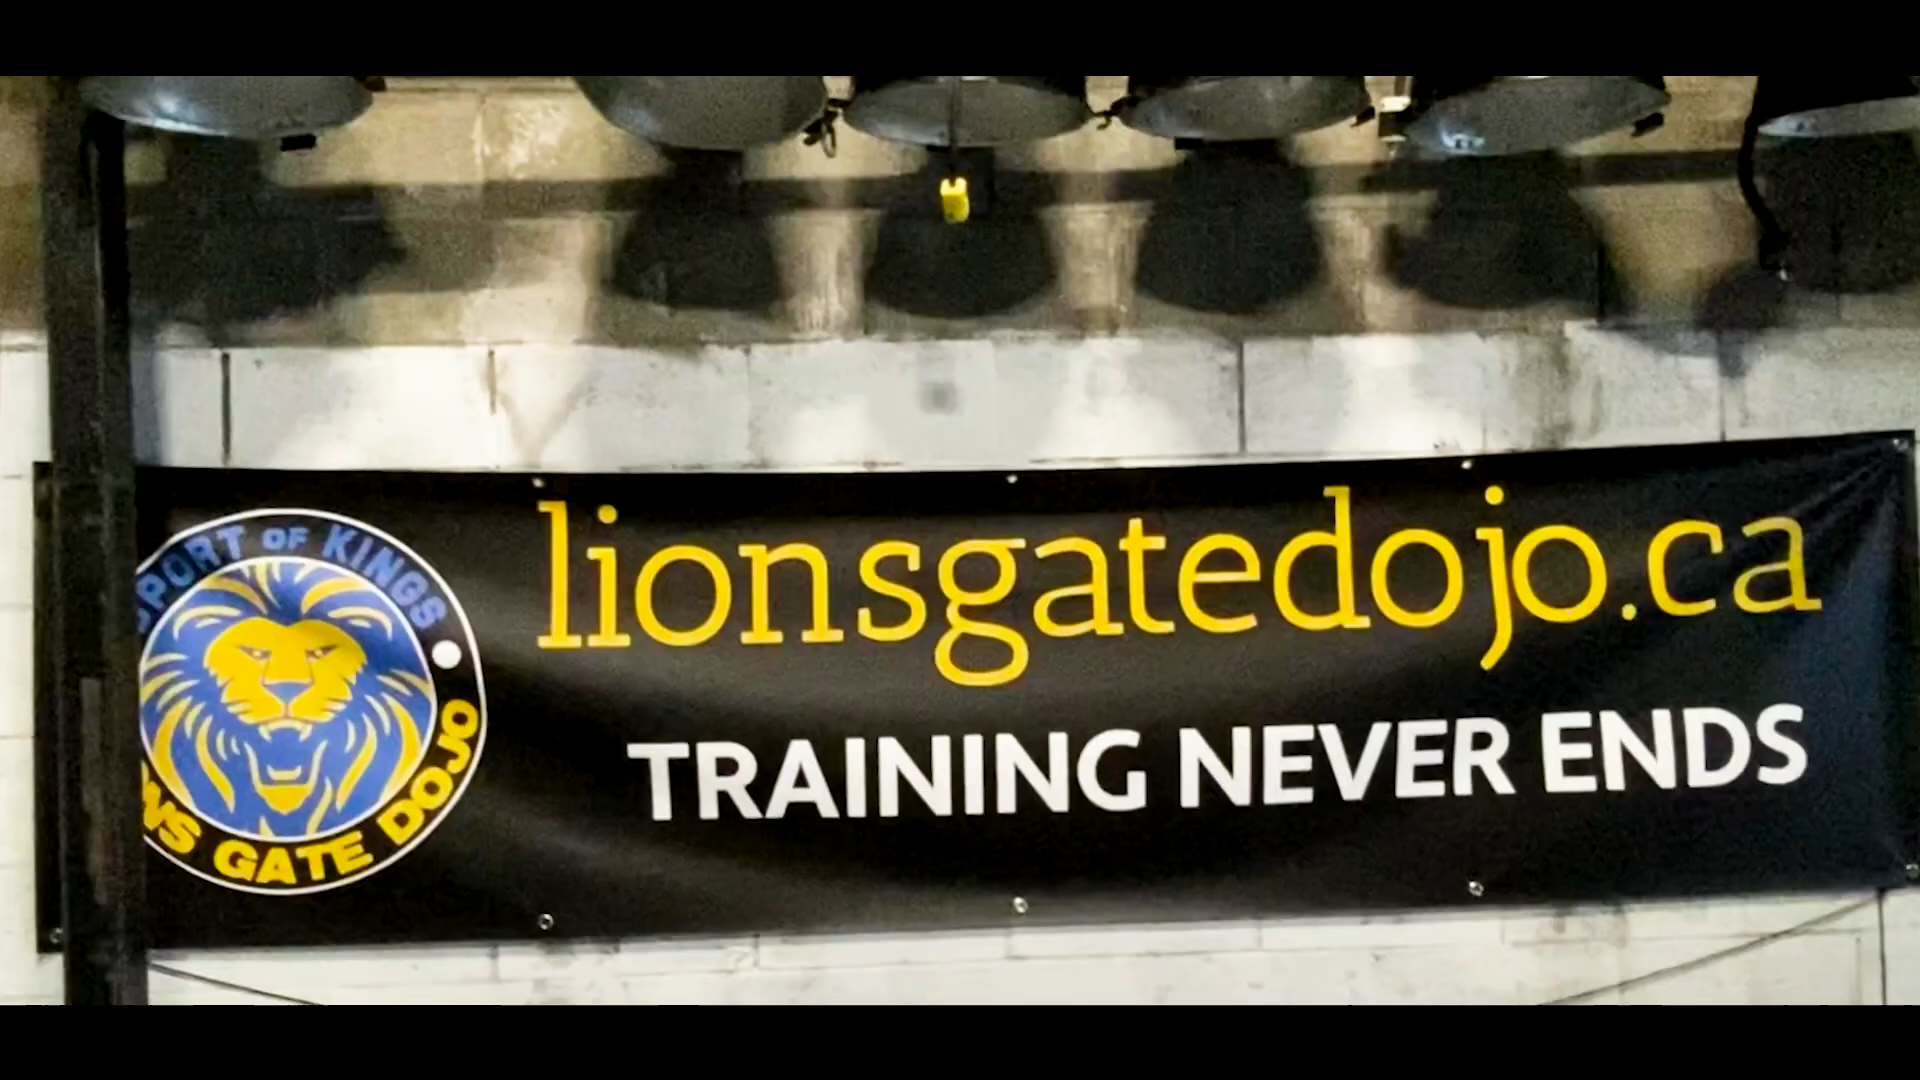 SPORT OF KINGS
GATE DOJO
lionsgatedojo.ca
TRAINING NEVER ENDS